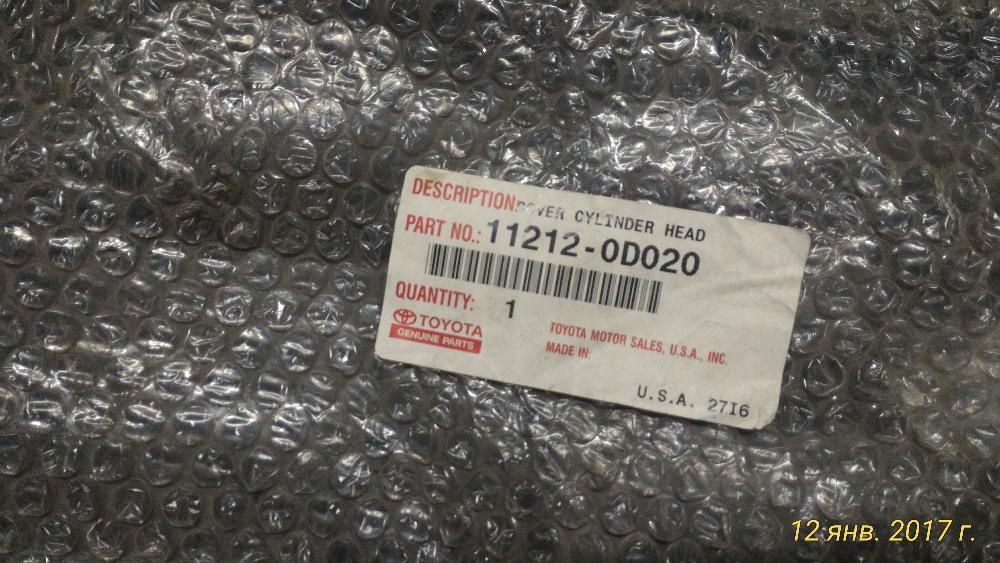 DESCRIPTION COVER CYLINDER HEAD
PART NO.: 11212-0D020
QUANTITY: 1
TOYOTA
GENUINE PARTS
TOYOTA MOTOR SALES, U.S.A., INC.
MADE IN:
U.S.A. 27I6
12 янв. 2017 г.